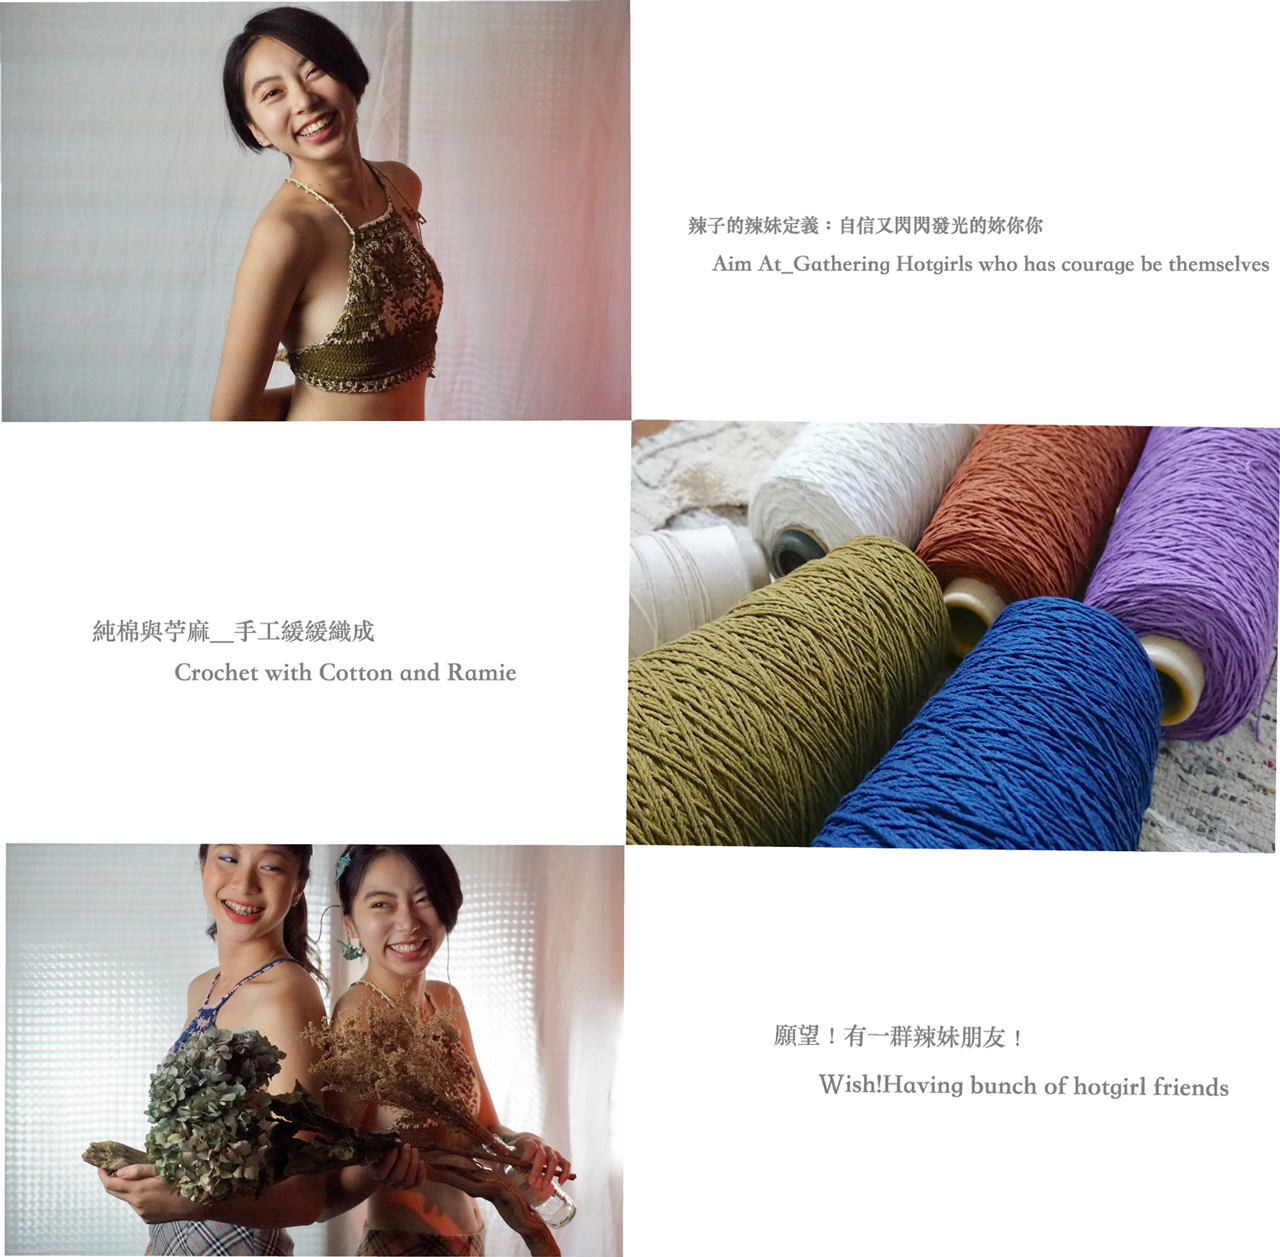 辣子的辣妹定義：自信又閃閃發光的妳你你
Aim At_Gathering Hotgirls who has courage be themselves
純棉與苧麻__手工緩緩織成
Crochet with Cotton and Ramie
願望！有一群辣妹朋友！
Wish!Having bunch of hotgirl friends